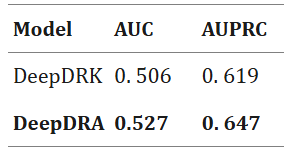 Model AUC AUPRC
DeepDRK 0.506 0.619
DeepDRA 0.527 0.647